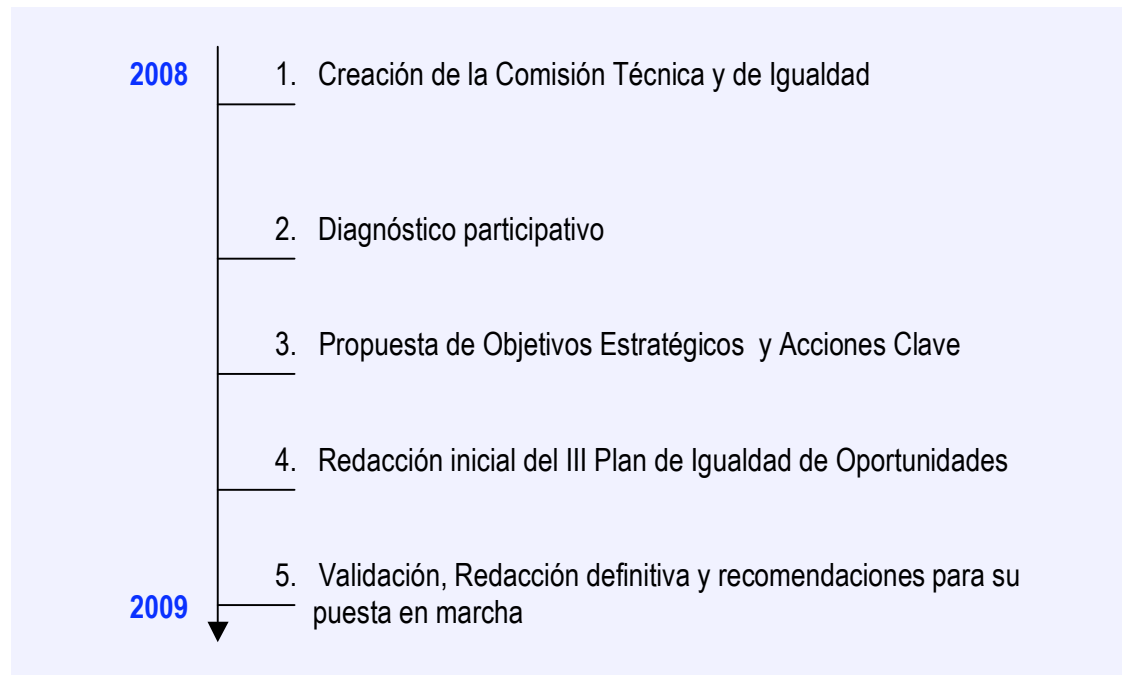 2008 1. Creación de la Comisión Técnica y de Igualdad
2. Diagnóstico participativo
3. Propuesta de Objetivos Estratégicos y Acciones Clave
4. Redacción inicial del III Plan de Igualdad de Oportunidades
5. Validación, Redacción definitiva y recomendaciones para su
2009 puesta en marcha